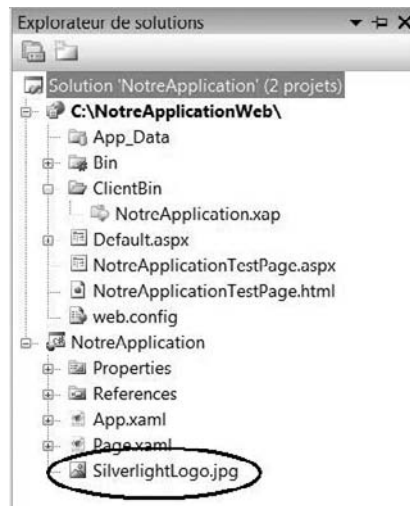 Explorateur de solutions
Solution 'NotreApplication' (2 projets)
C:\NotreApplicationWeb\
App_Data
Bin
ClientBin
NotreApplication.xap
Default.aspx
NotreApplicationTestPage.aspx
NotreApplicationTestPage.html
web.config
NotreApplication
Properties
References
App.xaml
Page.xaml
SilverlightLogo.jpg